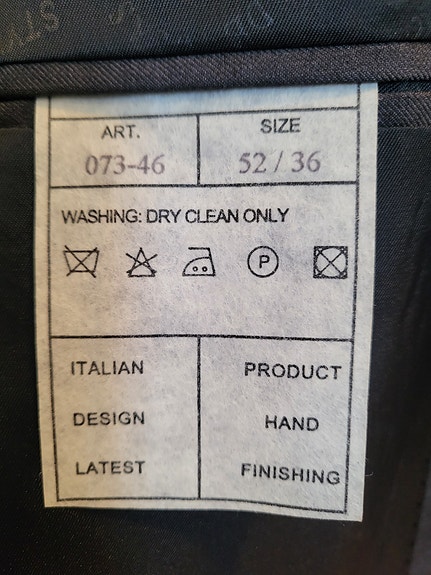 ART. SIZE
073-46 52 / 36
WASHING: DRY CLEAN ONLY
P
ITALIAN PRODUCT
DESIGN HAND
LATEST FINISHING